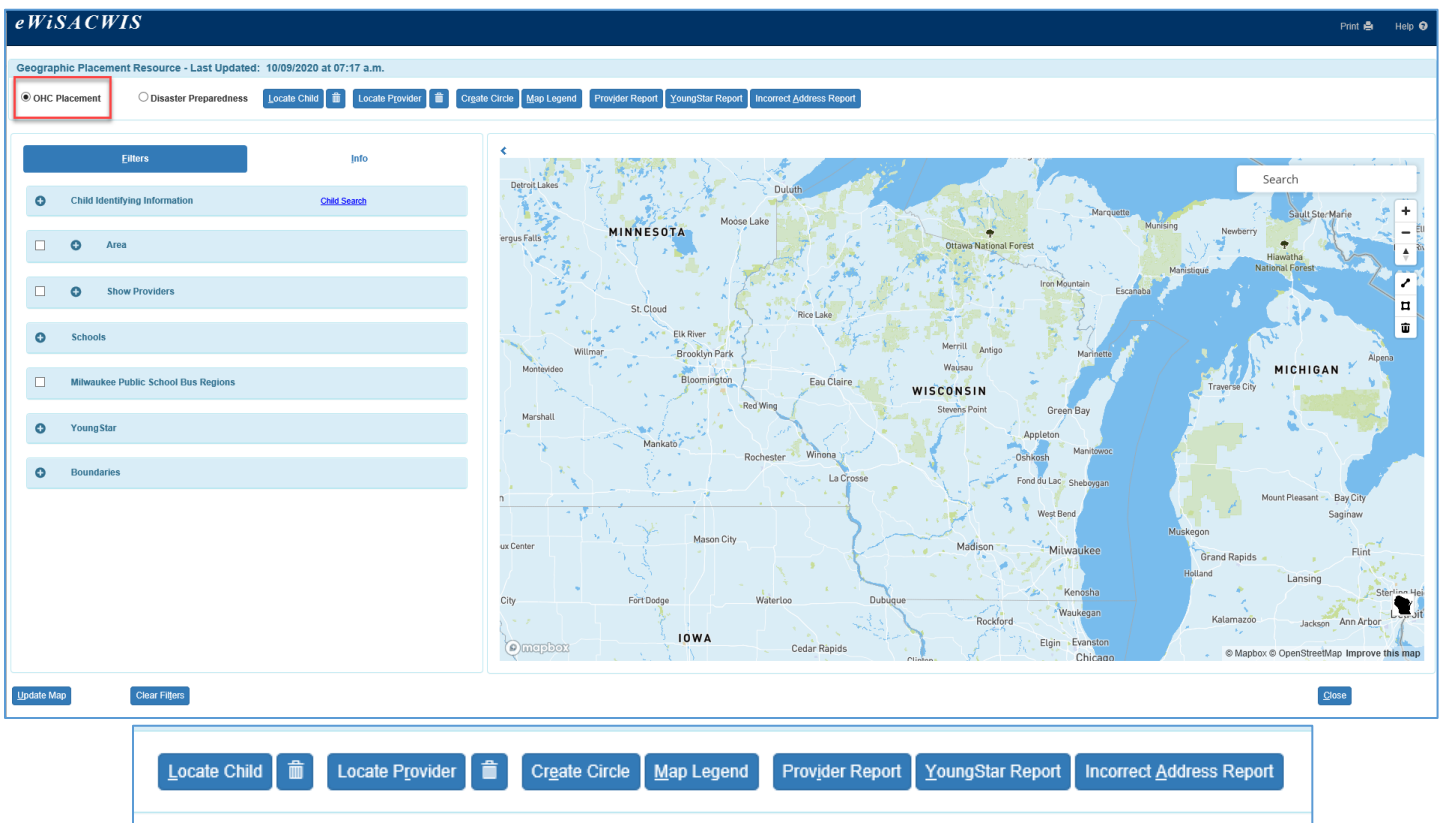 eWiSACWIS
Print Help
Geographic Placement Resource - Last Updated: 10/09/2020 at 07:17 a.m.
OHC Placement Disaster Preparedness Locate Child Locate Provider Create Circle Map Legend Provider Report YoungStar Report Incorrect Address Report
Filters Info
Child Identifying Information Child Search
Area
Show Providers
Schools
Milwaukee Public School Bus Regions
YoungStar
Boundaries
Search
Detroit Lakes
Duluth
Moose Lake
Marquette
Munising
Newberry
Sault Ste. Marie
ergus Falls
MINNESOTA
Ottawa National Forest
Hiawatha
National Forest
Manistique
Iron Mountain
Escanaba
St. Cloud
Rice Lake
Elk River
Willmar
Brooklyn Park
Merrill
Antigo
Marinette
Alpena
Montevideo
Bloomington
Eau Claire
Wausau
MICHIGAN
Traverse City
WISCONSIN
Red Wing
Stevens Point
Green Bay
Marshall
Appleton
Mankato
Rochester
Winona
Oshkosh
Manitowoc
La Crosse
Fond du Lac
Sheboygan
Mount Pleasant
Bay City
Saginaw
West Bend
Muskegon
Mason City
ux Center
Madison
Milwaukee
Grand Rapids
Flint
Holland
Lansing
Kenosha
City
Fort Dodge
Waterloo
Dubuque
Sterling Hei
Waukegan
Rockford
Kalamazoo
Jackson
Ann Arbor
IOWA
Elgin
Evanston
Cedar Rapids
Clinton
Chicago
mapbox
© Mapbox © OpenStreetMap Improve this map
Update Map Clear Filters Close
Locate Child Locate Provider Create Circle Map Legend Provider Report YoungStar Report Incorrect Address Report